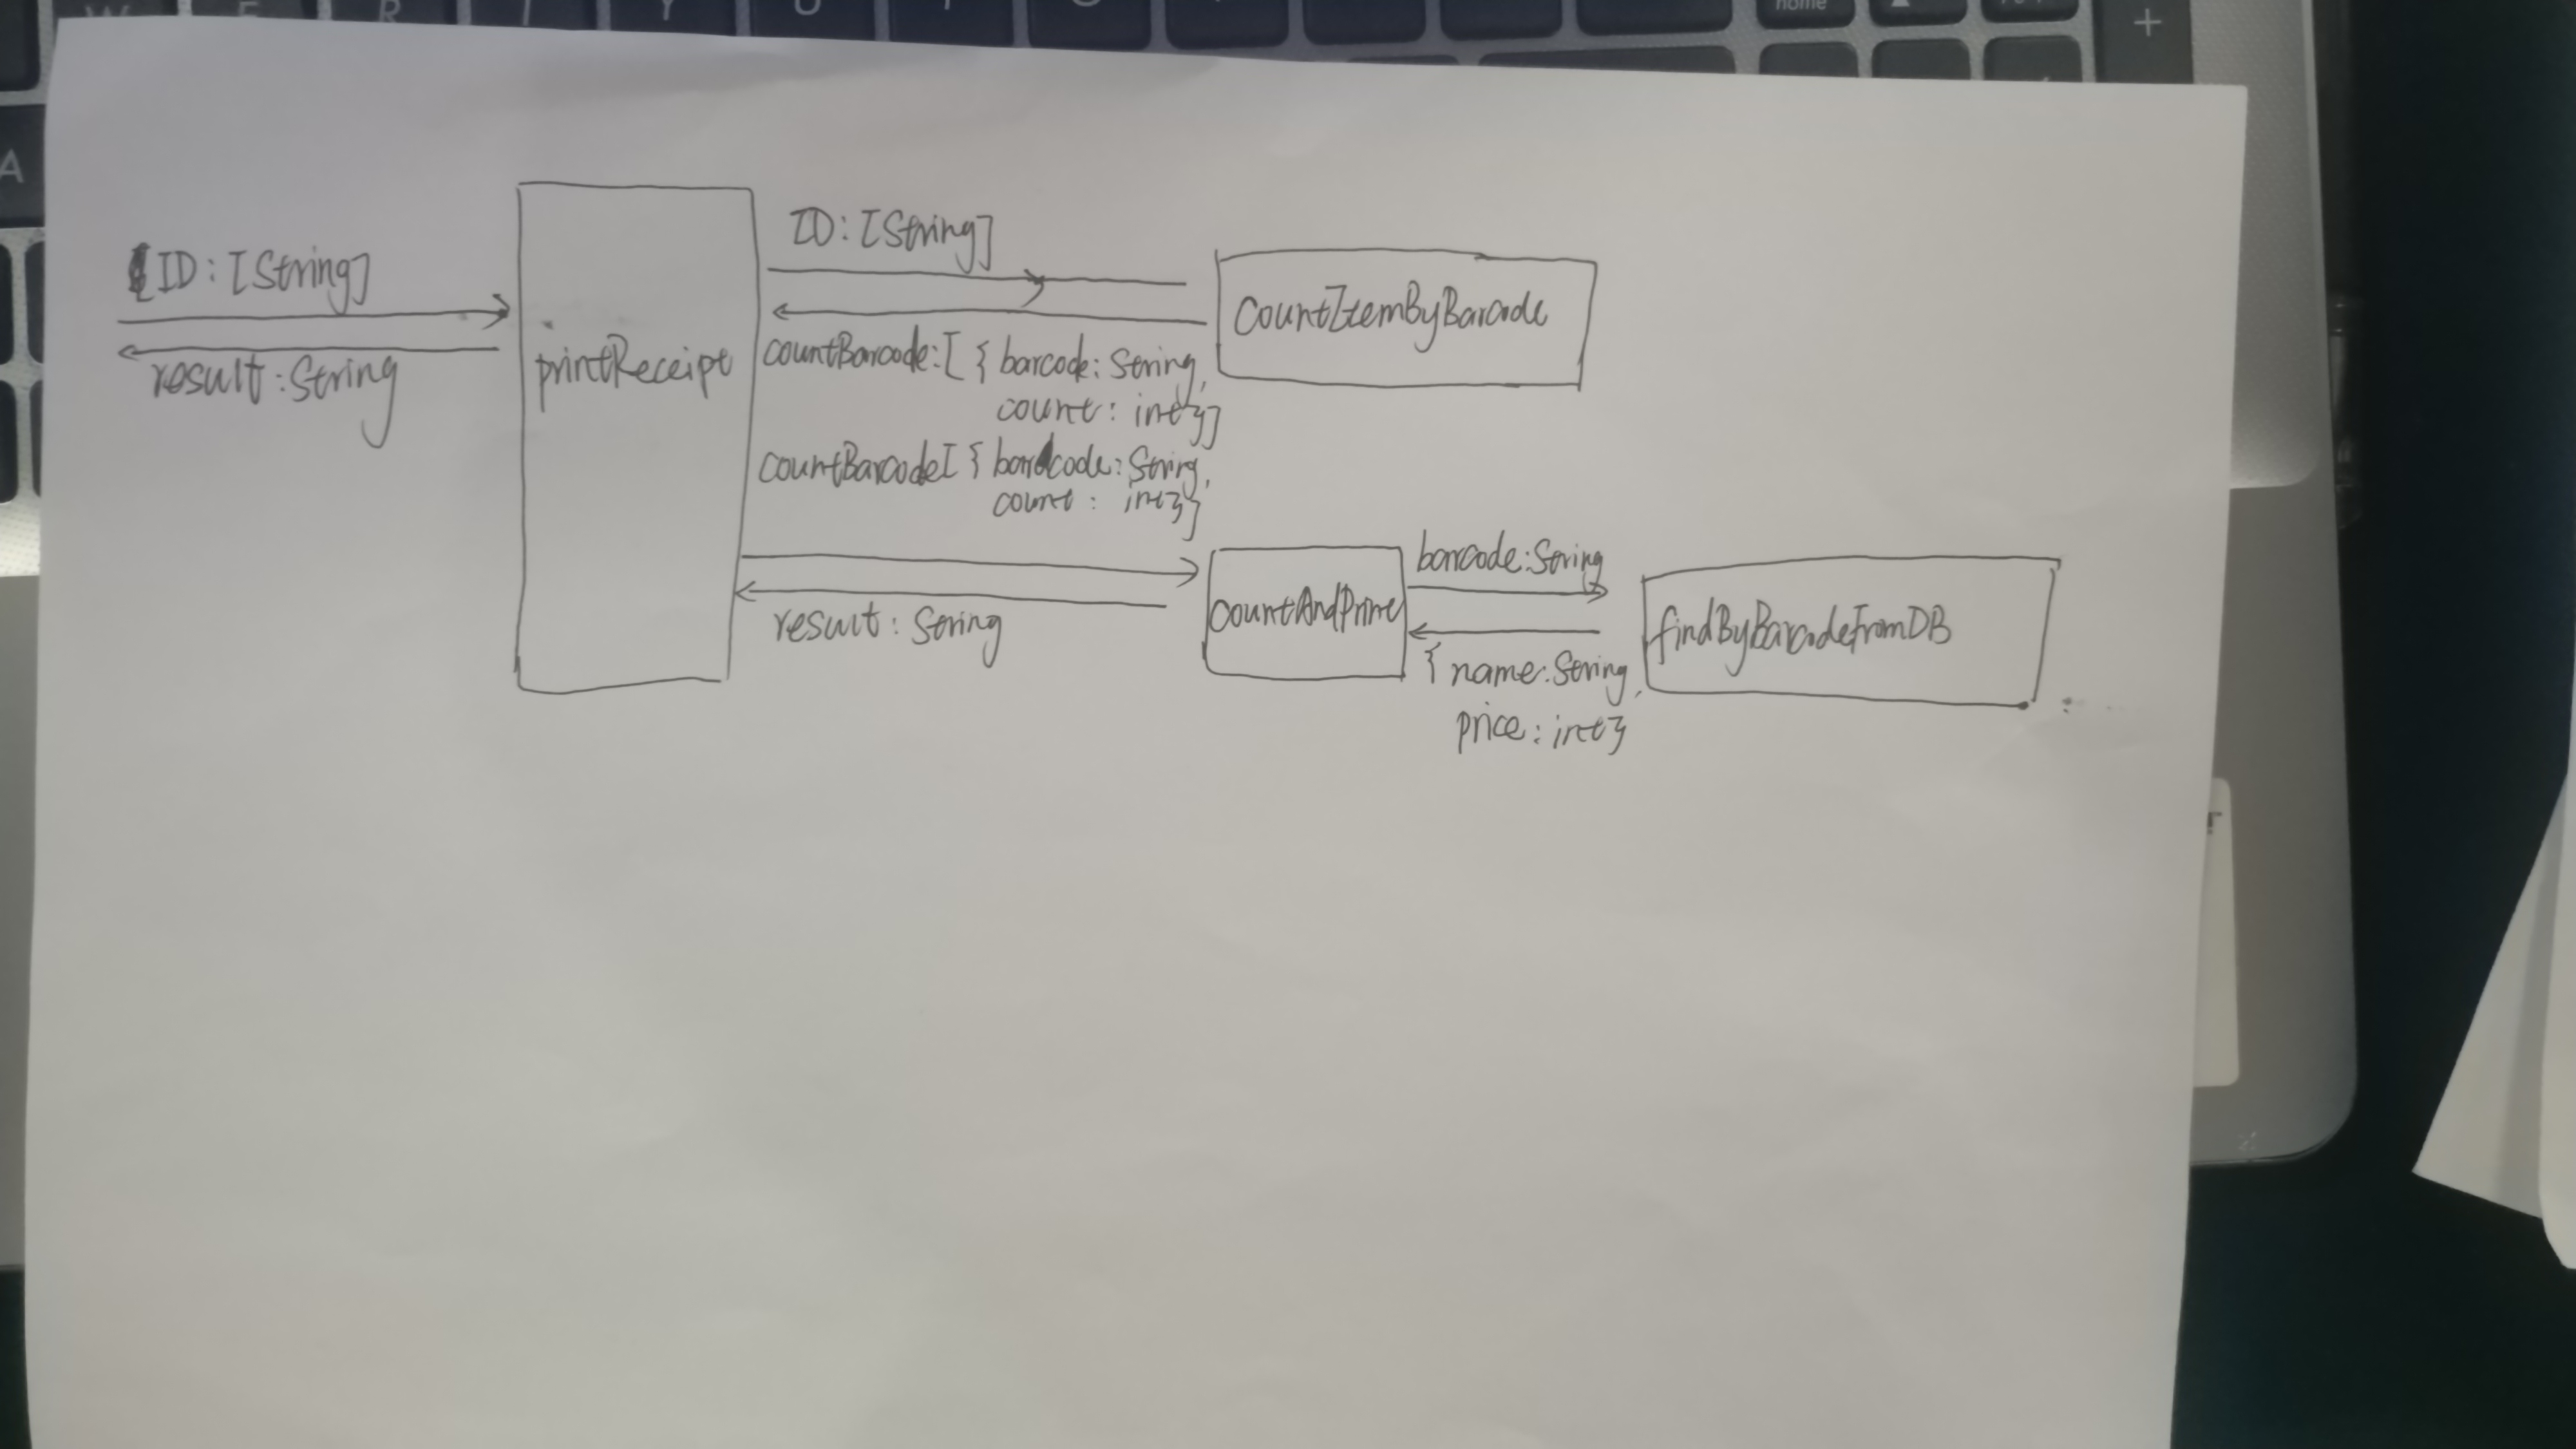 ID: [String]
result: String
printReceipt
ID: [String]
countBarcode: [ { barcode: String,
count: int}]
countBarcode[ { barcode: String,
count: int}]
result: String
CountItemByBarcode
countAndPrint
barcode: String
{ name: String,
price: int}
findByBarcodeFromDB